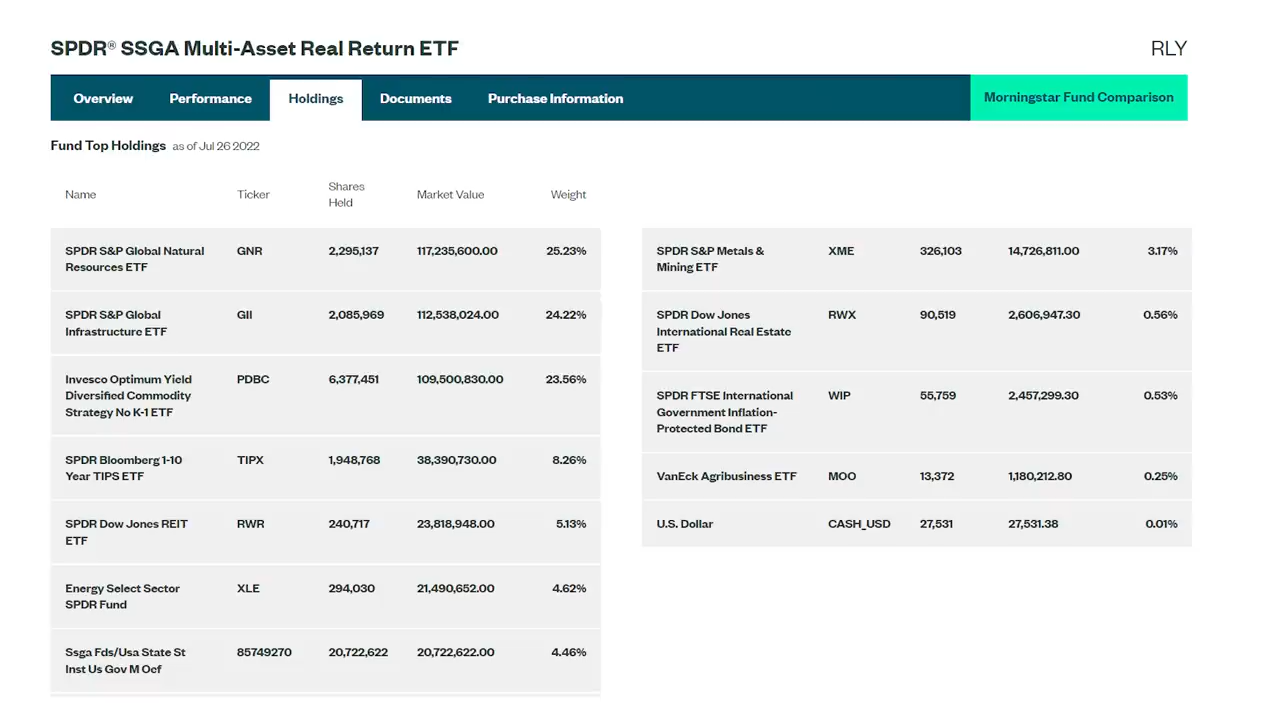 SPDR® SSGA Multi-Asset Real Return ETF RLY
Overview Performance Holdings Documents Purchase Information Morningstar Fund Comparison
Fund Top Holdings as of Jul 26 2022
Name Ticker Shares Held Market Value Weight
SPDR S&P Global Natural GNR 2,295,137 117,235,600.00 25.23%
Resources ETF
SPDR S&P Global GII 2,085,969 112,538,024.00 24.22%
Infrastructure ETF
Invesco Optimum Yield PDBC 6,377,451 109,500,830.00 23.56%
Diversified Commodity
Strategy No K-1 ETF
SPDR Bloomberg 1-10 TIPX 1,948,768 38,390,730.00 8.26%
Year TIPS ETF
SPDR Dow Jones REIT RWR 240,717 23,818,948.00 5.13%
ETF
Energy Select Sector XLE 294,030 21,490,652.00 4.62%
SPDR Fund
Ssga Fds/Usa State St 85749270 20,722,622 20,722,622.00 4.46%
Inst Us Gov M Ocf
SPDR S&P Metals & XME 326,103 14,726,811.00 3.17%
Mining ETF
SPDR Dow Jones RWX 90,519 2,606,947.30 0.56%
International Real Estate
ETF
SPDR FTSE International WIP 55,759 2,457,299.30 0.53%
Government Inflation-
Protected Bond ETF
VanEck Agribusiness ETF MOO 13,372 1,180,212.80 0.25%
U.S. Dollar CASH_USD 27,531 27,531.38 0.01%